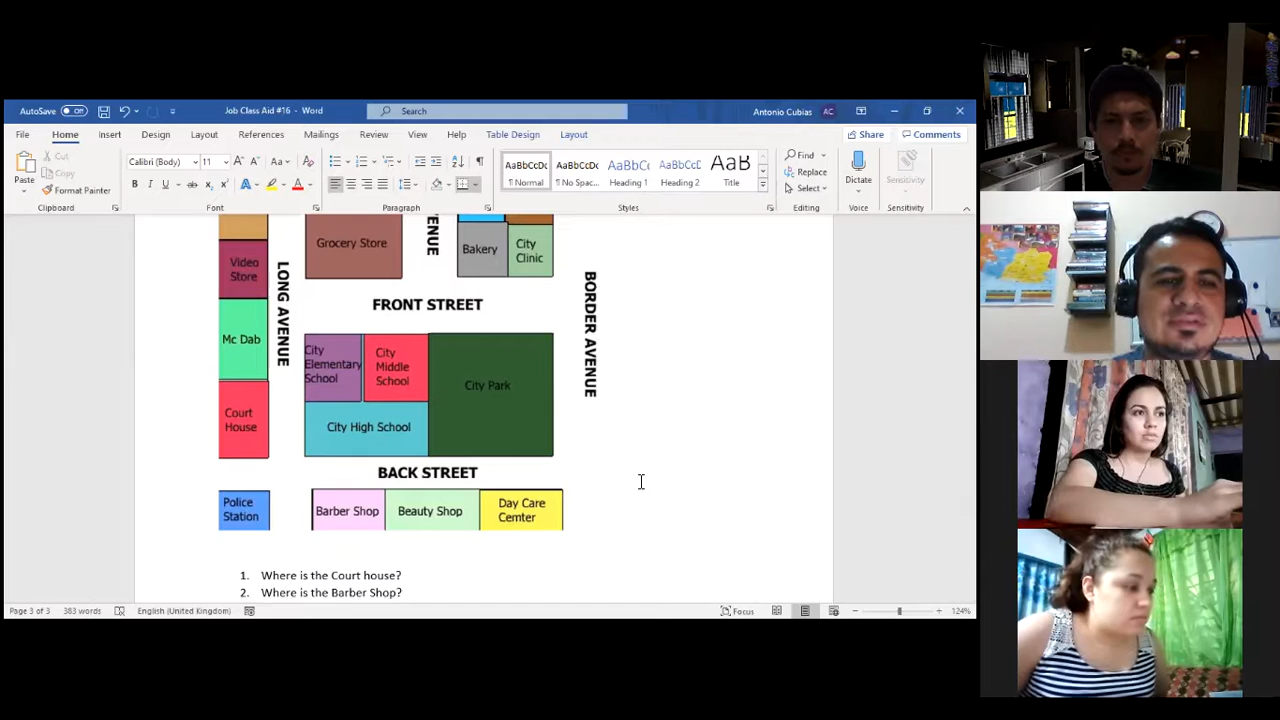 AutoSave Off Job Class Aid #16 - Word Search Antonio Cubias AC
File Home Insert Design Layout References Mailings Review View Help Table Design Layout Share Comments
Cut
Copy
Paste Format Painter
Calibri (Body) 11
Normal
No Spac...
Heading 1
Heading 2
Title
Find
Replace
Select
Dictate
Sensitivity
Clipboard Font Paragraph Styles Editing Voice Sensitivity
Grocery Store
ENUE
Bakery
City
Clinic
Video
Store
LONG AVENUE
FRONT STREET
BORDER AVENUE
Mc Dab
City
Elementary
School
City
Middle
School
City Park
Court
House
City High School
BACK STREET
Police
Station
Barber Shop
Beauty Shop
Day Care
Cemter
1. Where is the Court house?
2. Where is the Barber Shop?
Page 3 of 3 383 words English (United Kingdom) Focus 124%